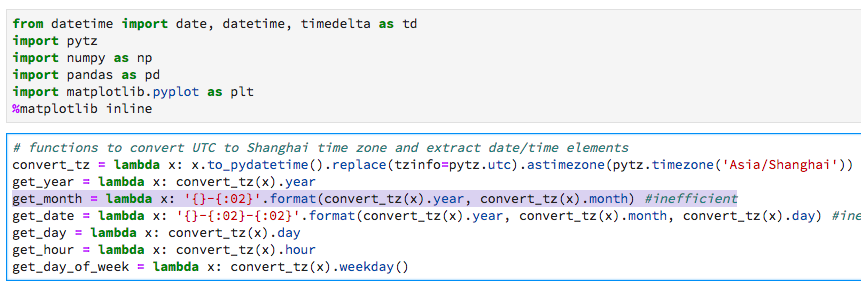 from datetime import date, datetime, timedelta as td
import pytz
import numpy as np
import pandas as pd
import matplotlib.pyplot as plt
%matplotlib inline
# functions to convert UTC to Shanghai time zone and extract date/time elements
convert_tz = lambda x: x.to_pydatetime().replace(tzinfo=pytz.utc).astimezone(pytz.timezone('Asia/Shanghai'))
get_year = lambda x: convert_tz(x).year
get_month = lambda x: '{}-{:02}'.format(convert_tz(x).year, convert_tz(x).month) #inefficient
get_date = lambda x: '{}-{:02}-{:02}'.format(convert_tz(x).year, convert_tz(x).month, convert_tz(x).day) #ine
get_day = lambda x: convert_tz(x).day
get_hour = lambda x: convert_tz(x).hour
get_day_of_week = lambda x: convert_tz(x).weekday()